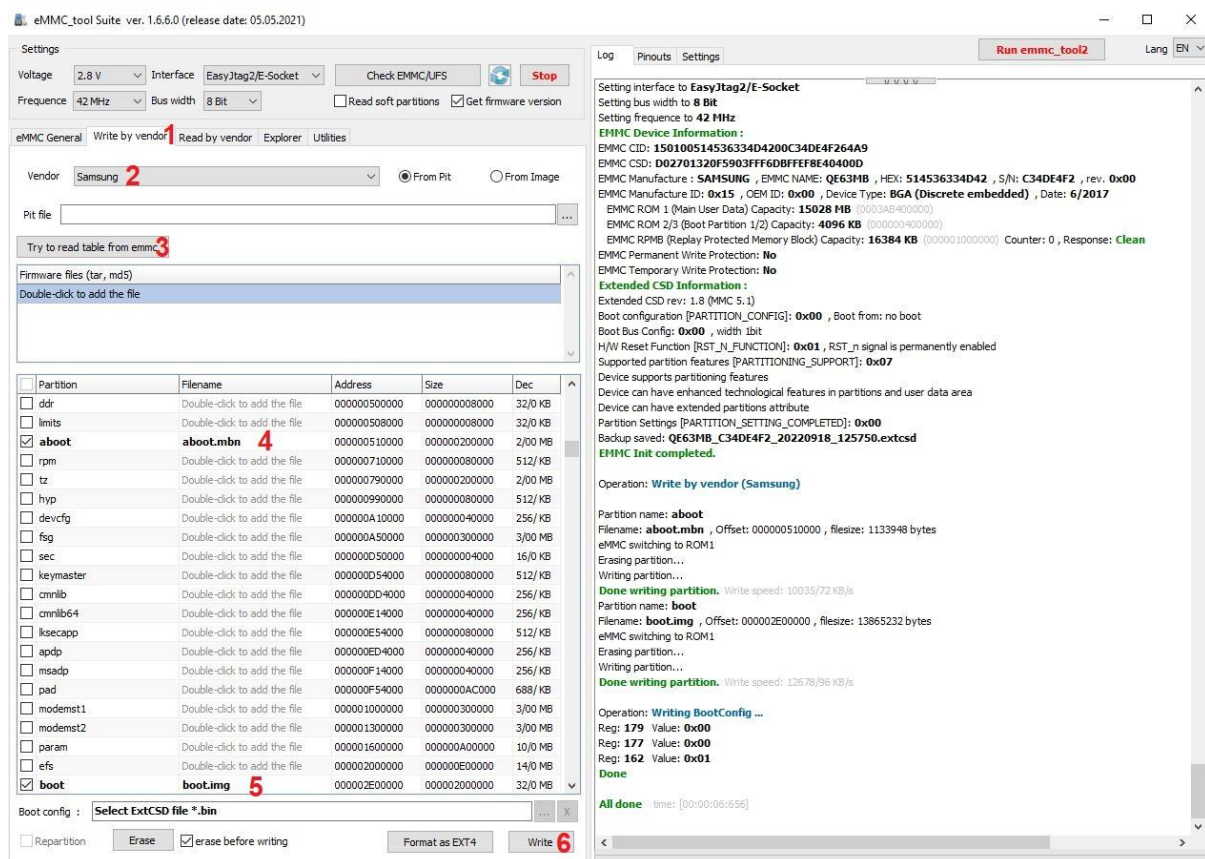 eMMC_tool Suite ver. 1.6.6.0 (release date: 05.05.2021)
Settings
Voltage 2.8 V Interface EasyJtag2/E-Socket Check EMMC/UFS Stop
Frequence 42 MHz Bus width 8 Bit Read soft partitions Get firmware version
eMMC General Write by vendor 1 Read by vendor Explorer Utilities
Vendor Samsung 2 From Pit From Image
Pit file ...
Try to read table from emmc 3
Firmware files (tar, md5)
Double-click to add the file
Partition Filename Address Size Dec
ddr Double-click to add the file 000000500000 000000008000 32/0 KB
limits Double-click to add the file 000000508000 000000008000 32/0 KB
aboot aboot.mbn 4 000000510000 000000200000 2/00 MB
rpm Double-click to add the file 000000710000 000000080000 512/ KB
tz Double-click to add the file 000000790000 000000200000 2/00 MB
hyp Double-click to add the file 000000990000 000000080000 512/ KB
devcfg Double-click to add the file 000000A10000 000000040000 256/ KB
fsg Double-click to add the file 000000A50000 000000300000 3/00 MB
sec Double-click to add the file 000000D50000 000000004000 16/0 KB
keymaster Double-click to add the file 000000D54000 000000080000 512/ KB
cmnlib Double-click to add the file 000000DD4000 000000040000 256/ KB
cmnlib64 Double-click to add the file 000000E14000 000000040000 256/ KB
lksecapp Double-click to add the file 000000E54000 000000080000 512/ KB
apdp Double-click to add the file 000000ED4000 000000040000 256/ KB
msadp Double-click to add the file 000000F14000 000000040000 256/ KB
pad Double-click to add the file 000000F54000 0000000AC000 688/ KB
modemst1 Double-click to add the file 000001000000 000000300000 3/00 MB
modemst2 Double-click to add the file 000001300000 000000300000 3/00 MB
param Double-click to add the file 000001600000 000000A00000 10/0 MB
efs Double-click to add the file 000002000000 000000E00000 14/0 MB
boot boot.img 5 000002E00000 000002000000 32/0 MB
Boot config : Select ExtCSD file *.bin ... X
Repartition Erase erase before writing Format as EXT4 Write 6
Log Pinouts Settings Run emmc_tool2 Lang EN
Setting interface to EasyJtag2/E-Socket
Setting bus width to 8 Bit
Setting frequence to 42 MHz
EMMC Device Information :
EMMC CID: 150100514536334D4200C34DE4F264A9
EMMC CSD: D02701320F5903FFF6DBFFEF8E40400D
EMMC Manufacture : SAMSUNG , EMMC NAME: QE63MB , HEX: 514536334D42 , S/N: C34DE4F2 , rev. 0x00
EMMC Manufacture ID: 0x15 , OEM ID: 0x00 , Device Type: BGA (Discrete embedded) , Date: 6/2017
EMMC ROM 1 (Main User Data) Capacity: 15028 MB (0003AB400000)
EMMC ROM 2/3 (Boot Partition 1/2) Capacity: 4096 KB (000000400000)
EMMC RPMB (Replay Protected Memory Block) Capacity: 16384 KB (000001000000) Counter: 0 , Response: Clean
EMMC Permanent Write Protection: No
EMMC Temporary Write Protection: No
Extended CSD Information :
Extended CSD rev: 1.8 (MMC 5.1)
Boot configuration [PARTITION_CONFIG]: 0x00 , Boot from: no boot
Boot Bus Config: 0x00 , width 1bit
H/W Reset Function [RST_N_FUNCTION]: 0x01 , RST_n signal is permanently enabled
Supported partition features [PARTITIONING_SUPPORT]: 0x07
Device supports partitioning features
Device can have enhanced technological features in partitions and user data area
Device can have extended partitions attribute
Partition Settings [PARTITION_SETTING_COMPLETED]: 0x00
Backup saved: QE63MB_C34DE4F2_20220918_125750.extcsd
EMMC Init completed.
Operation: Write by vendor (Samsung)
Partition name: aboot
Filename: aboot.mbn , Offset: 000000510000 , filesize: 1133948 bytes
eMMC switching to ROM1
Erasing partition...
Writing partition...
Done writing partition. Write speed: 10035/72 KB/s
Partition name: boot
Filename: boot.img , Offset: 000002E00000 , filesize: 13865232 bytes
eMMC switching to ROM1
Erasing partition...
Writing partition...
Done writing partition. Write speed: 12678/96 KB/s
Operation: Writing BootConfig ...
Reg: 179 Value: 0x00
Reg: 177 Value: 0x00
Reg: 162 Value: 0x01
Done
All done time: [00:00:06:656]